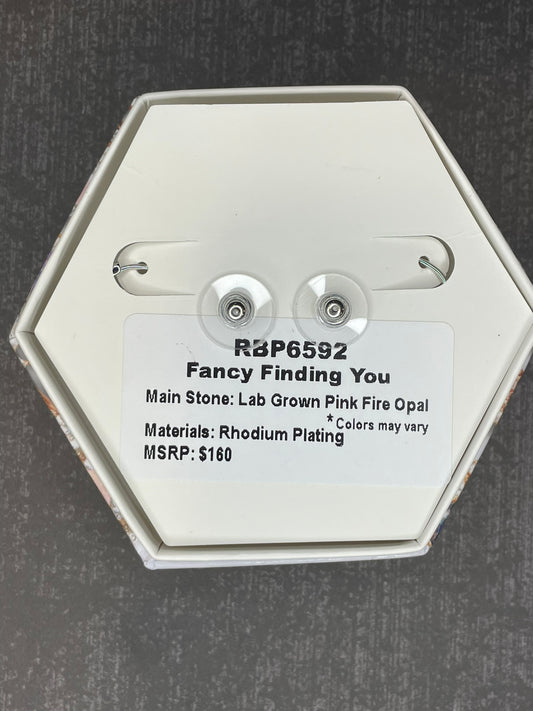 RBP6592
Fancy Finding You
Main Stone: Lab Grown Pink Fire Opal
*Colors may vary
Materials: Rhodium Plating
MSRP: $160